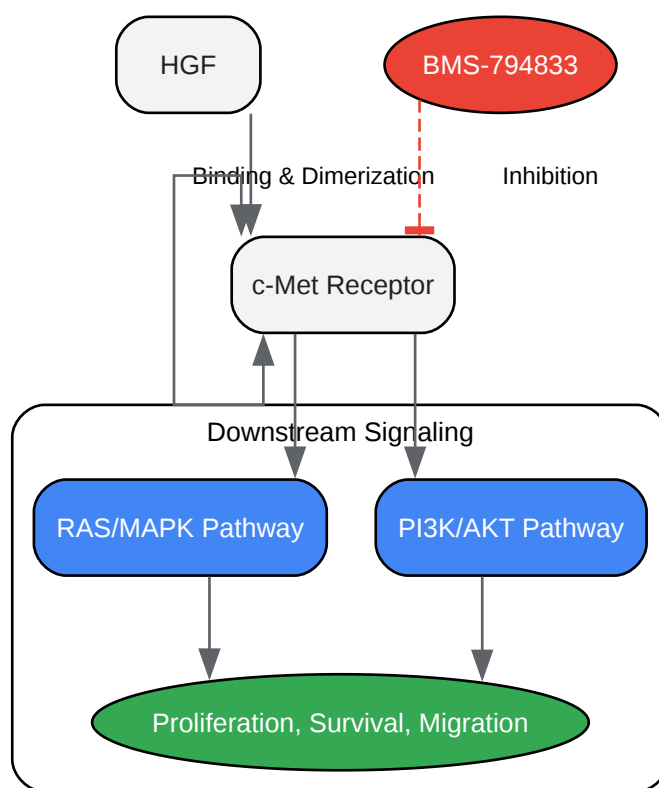 HGF
BMS-794833
Binding & Dimerization
Inhibition
c-Met Receptor
Downstream Signaling
RAS/MAPK Pathway
PI3K/AKT Pathway
Proliferation, Survival, Migration